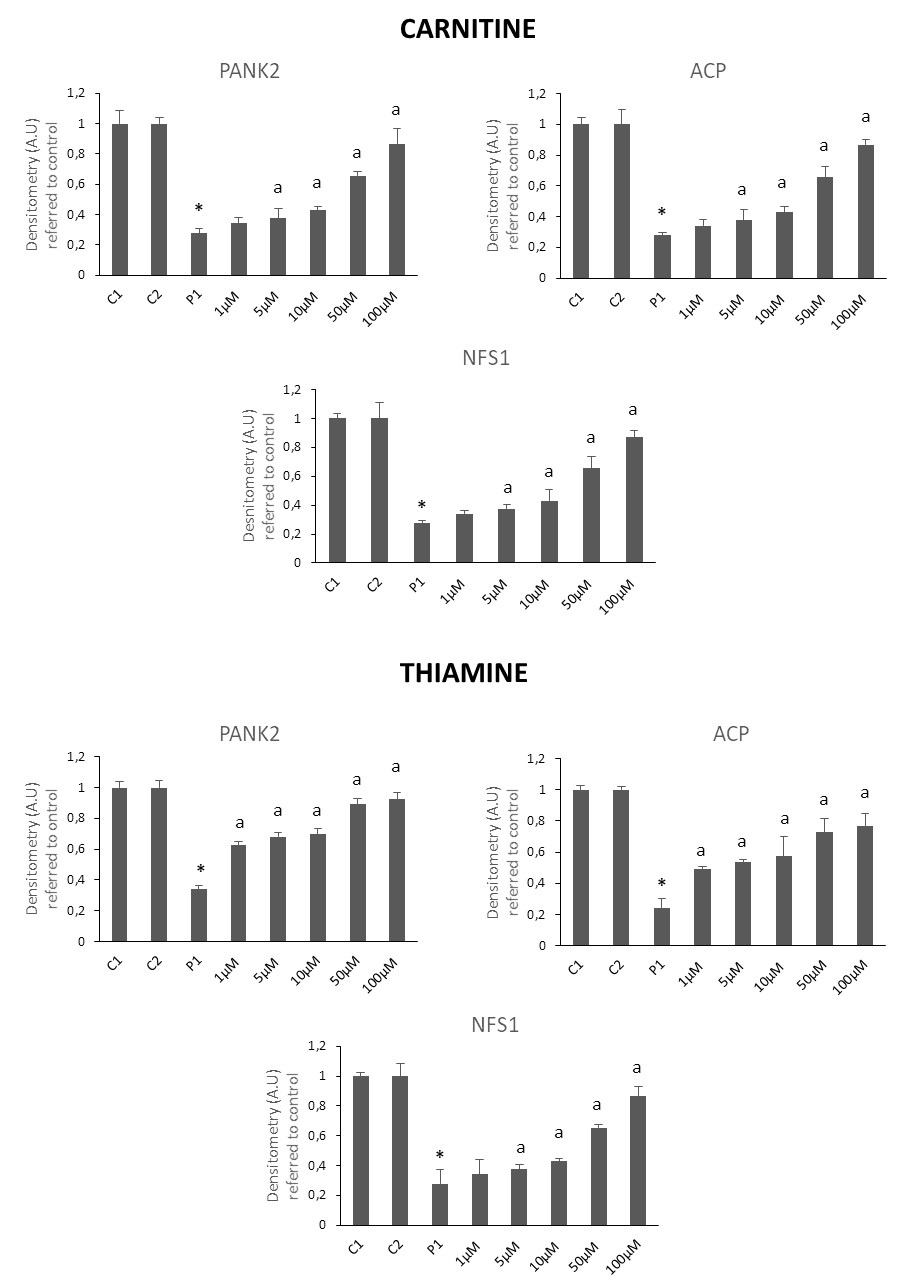 CARNITINE
PANK2
Densitometry (A.U)
referred to control
1,2
1
0,8
0,6
0,4
0,2
0
* a a a a
C1 C2 P1 1µM 5µM 10µM 50µM 100µM
ACP
Densitometry (A.U)
referred to control
1,2
1
0,8
0,6
0,4
0,2
0
* a a a a
C1 C2 P1 1µM 5µM 10µM 50µM 100µM
NFS1
Desnitometry (A.U)
referred to control
1,2
1
0,8
0,6
0,4
0,2
0
* a a a a
C1 C2 P1 1µM 5µM 10µM 50µM 100µM
THIAMINE
PANK2
Densitometry (A.U)
referred to ontrol
1,2
1
0,8
0,6
0,4
0,2
0
* a a a a a
C1 C2 P1 1µM 5µM 10µM 50µM 100µM
ACP
Densitometry (A.U)
referred to control
1,2
1
0,8
0,6
0,4
0,2
0
* a a a a a
C1 C2 P1 1µM 5µM 10µM 50µM 100µM
NFS1
Densitometry (A.U)
referred to control
1,2
1
0,8
0,6
0,4
0,2
0
* a a a a
C1 C2 P1 1µM 5µM 10µM 50µM 100µM